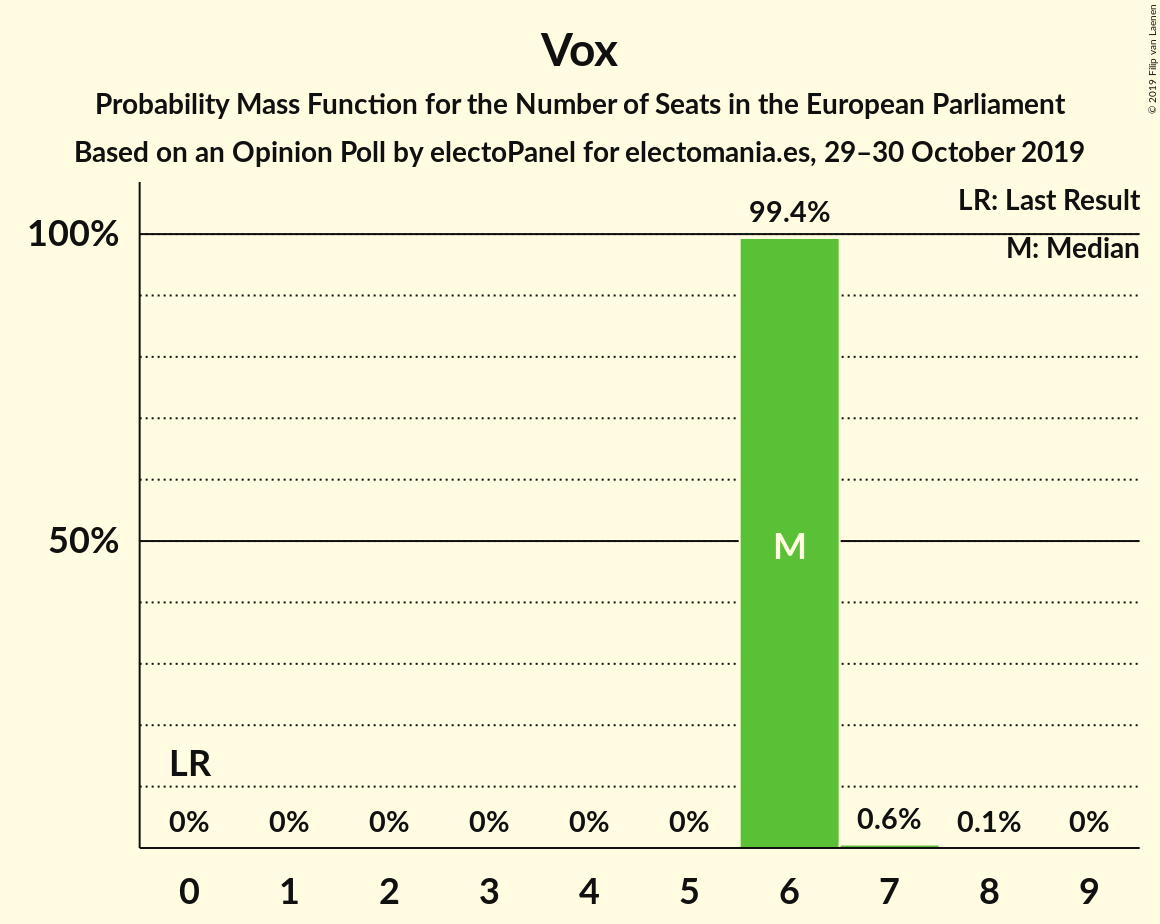 Vox
Probability Mass Function for the Number of Seats in the European Parliament
Based on an Opinion Poll by electoPanel for electomania.es, 29–30 October 2019
© 2019 Filip van Laenen
LR: Last Result
M: Median
99.4%
100%
50%
M
LR
0% 0% 0% 0% 0% 0% 0.6% 0.1% 0%
0 1 2 3 4 5 6 7 8 9